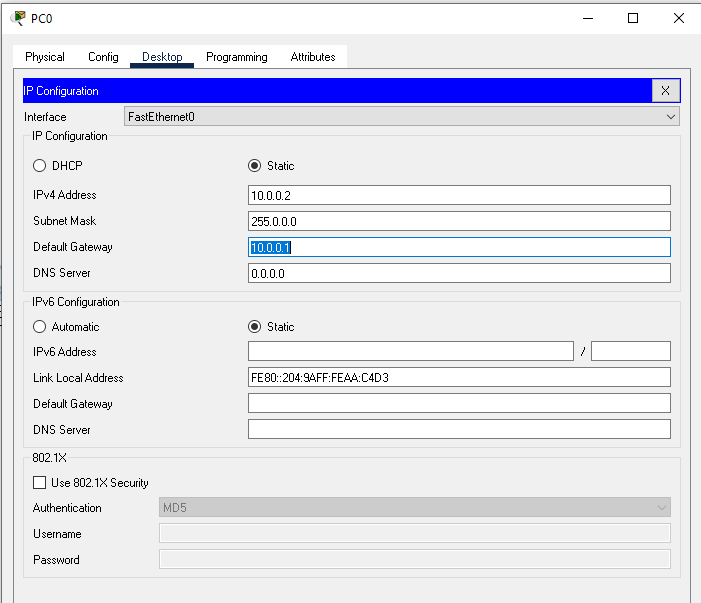 PC0
Physical Config Desktop Programming Attributes
IP Configuration X
Interface FastEthernet0
IP Configuration
DHCP Static
IPv4 Address 10.0.0.2
Subnet Mask 255.0.0.0
Default Gateway 10.0.0.1
DNS Server 0.0.0.0
IPv6 Configuration
Automatic Static
IPv6 Address /
Link Local Address FE80::204:9AFF:FEAA:C4D3
Default Gateway
DNS Server
802.1X
Use 802.1X Security
Authentication MD5
Username
Password